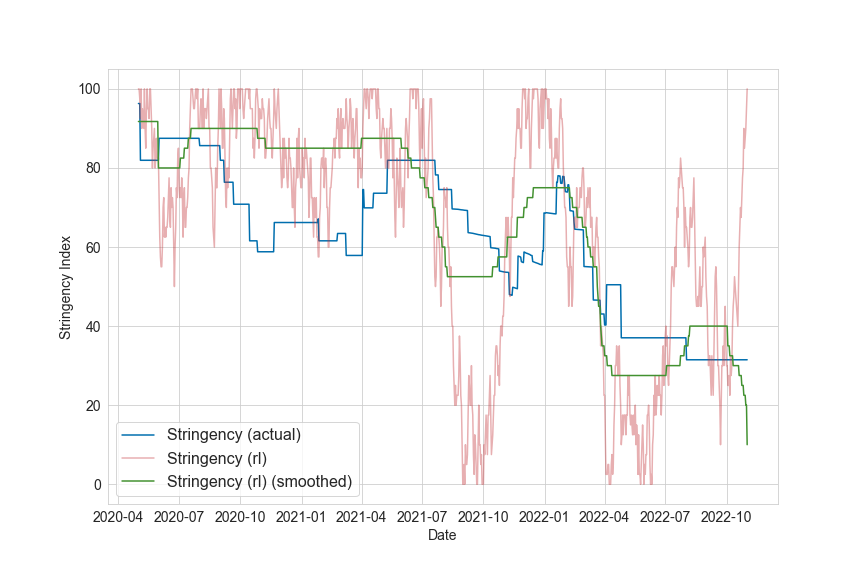 100
80
60
40
20
0
Stringency Index
Stringency (actual)
Stringency (rl)
Stringency (rl) (smoothed)
2020-04 2020-07 2020-10 2021-01 2021-04 2021-07 2021-10 2022-01 2022-04 2022-07 2022-10
Date